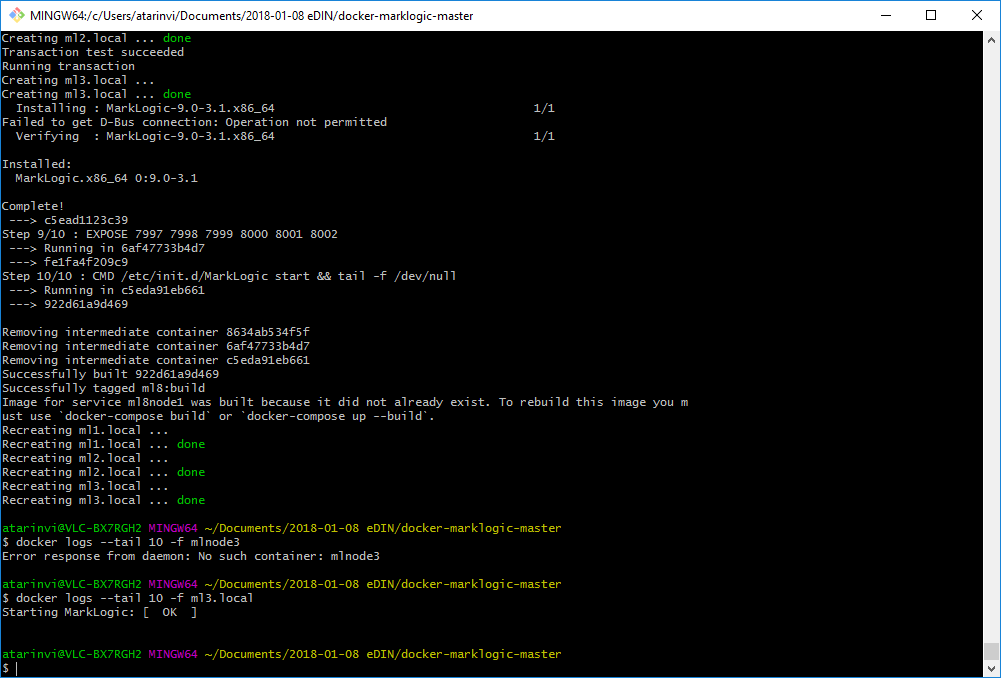 MINGW64:/c/Users/atarinvi/Documents/2018-01-08 eDIN/docker-marklogic-master
Creating ml2.local ... done
Transaction test succeeded
Running transaction
Creating ml3.local ...
Creating ml3.local ... done
  Installing : MarkLogic-9.0-3.1.x86_64                                     1/1
Failed to get D-Bus connection: Operation not permitted
  Verifying  : MarkLogic-9.0-3.1.x86_64                                     1/1
Installed:
  MarkLogic.x86_64 0:9.0-3.1
Complete!
 ---> c5ead1123c39
Step 9/10 : EXPOSE 7997 7998 7999 8000 8001 8002
 ---> Running in 6af47733b4d7
 ---> fe1fa4f209c9
Step 10/10 : CMD /etc/init.d/MarkLogic start && tail -f /dev/null
 ---> Running in c5eda91eb661
 ---> 922d61a9d469
Removing intermediate container 8634ab534f5f
Removing intermediate container 6af47733b4d7
Removing intermediate container c5eda91eb661
Successfully built 922d61a9d469
Successfully tagged ml8:build
Image for service ml8node1 was built because it did not already exist. To rebuild this image you m
ust use `docker-compose build` or `docker-compose up --build`.
Recreating ml1.local ...
Recreating ml1.local ... done
Recreating ml2.local ...
Recreating ml2.local ... done
Recreating ml3.local ...
Recreating ml3.local ... done
atarinvi@VLC-BX7RGH2 MINGW64 ~/Documents/2018-01-08 eDIN/docker-marklogic-master
$ docker logs --tail 10 -f mlnode3
Error response from daemon: No such container: mlnode3
atarinvi@VLC-BX7RGH2 MINGW64 ~/Documents/2018-01-08 eDIN/docker-marklogic-master
$ docker logs --tail 10 -f ml3.local
Starting MarkLogic: [  OK  ]
atarinvi@VLC-BX7RGH2 MINGW64 ~/Documents/2018-01-08 eDIN/docker-marklogic-master
$